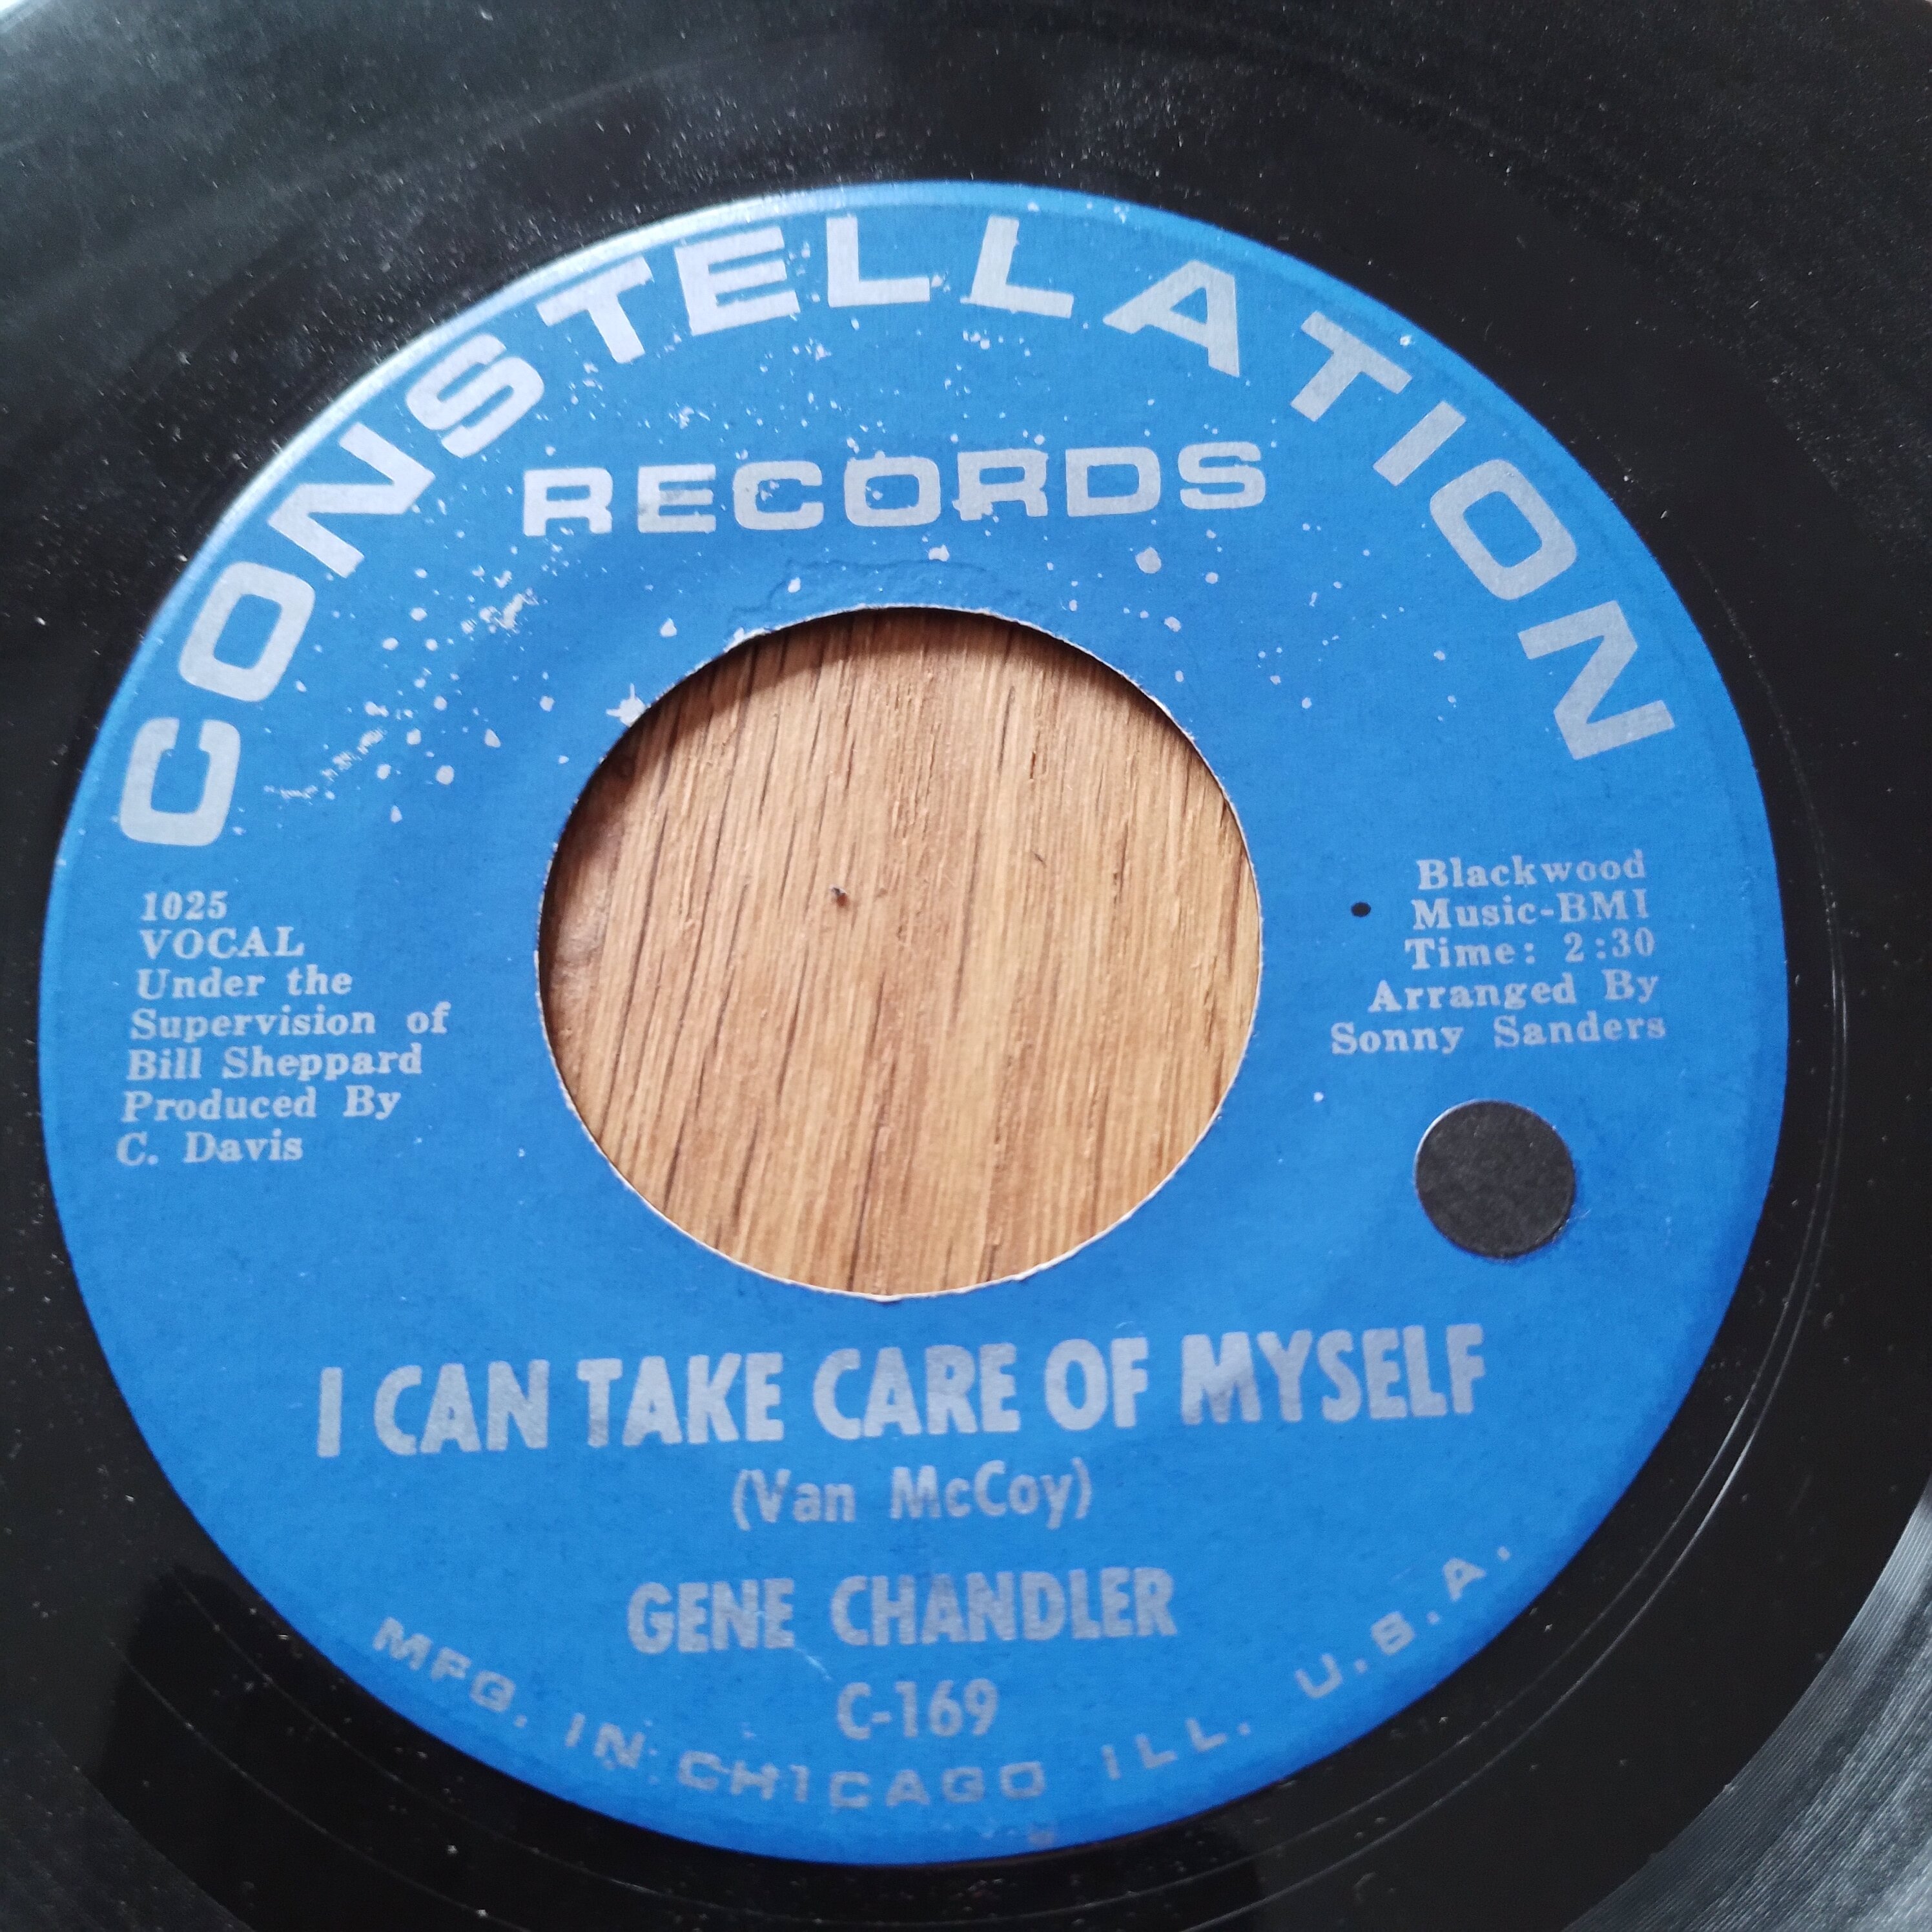 CONSTELLATION
RECORDS
1025
VOCAL
Under the
Supervision of
Bill Sheppard
Produced By
C. Davis
Blackwood
Music-BMI
Time: 2:30
Arranged By
Sonny Sanders
I CAN TAKE CARE OF MYSELF
(Van McCoy)
GENE CHANDLER
C-169
MFG. IN CHICAGO ILL. U.S.A.